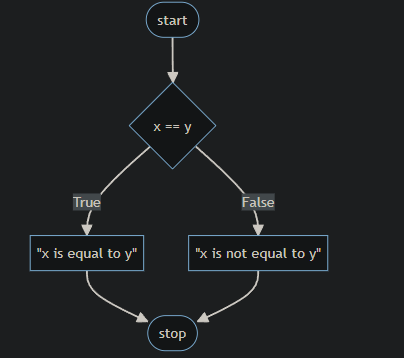 start
x == y
True
False
"x is equal to y"
"x is not equal to y"
stop